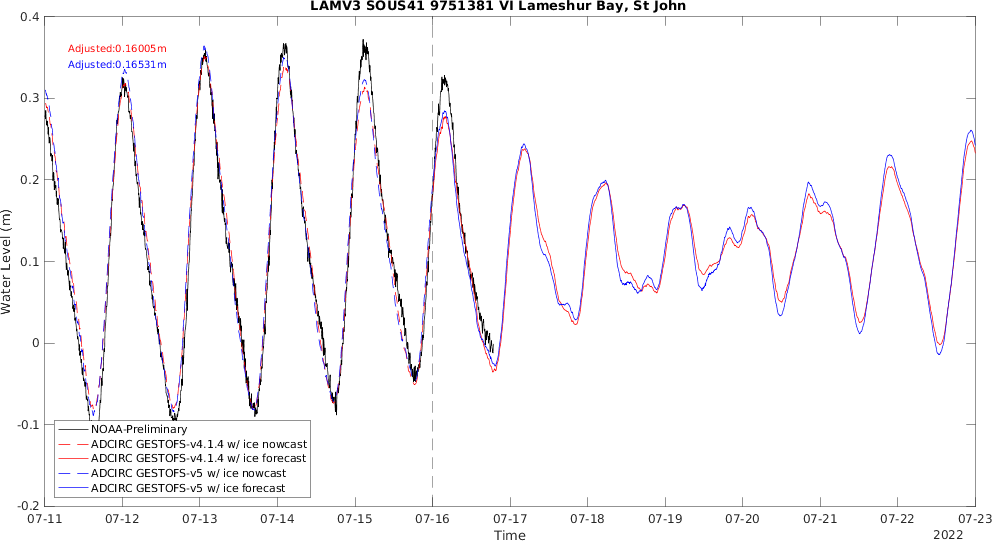 LAMV3 SOUS41 9751381 VI Lameshur Bay, St John
Adjusted:0.16005m
Adjusted:0.16531m
Water Level (m)
0.4
0.3
0.2
0.1
0
-0.1
-0.2
NOAA-Preliminary
ADCIRC GESTOFS-v4.1.4 w/ ice nowcast
ADCIRC GESTOFS-v4.1.4 w/ ice forecast
ADCIRC GESTOFS-v5 w/ ice nowcast
ADCIRC GESTOFS-v5 w/ ice forecast
07-11 07-12 07-13 07-14 07-15 07-16 07-17 07-18 07-19 07-20 07-21 07-22 07-23
Time
2022